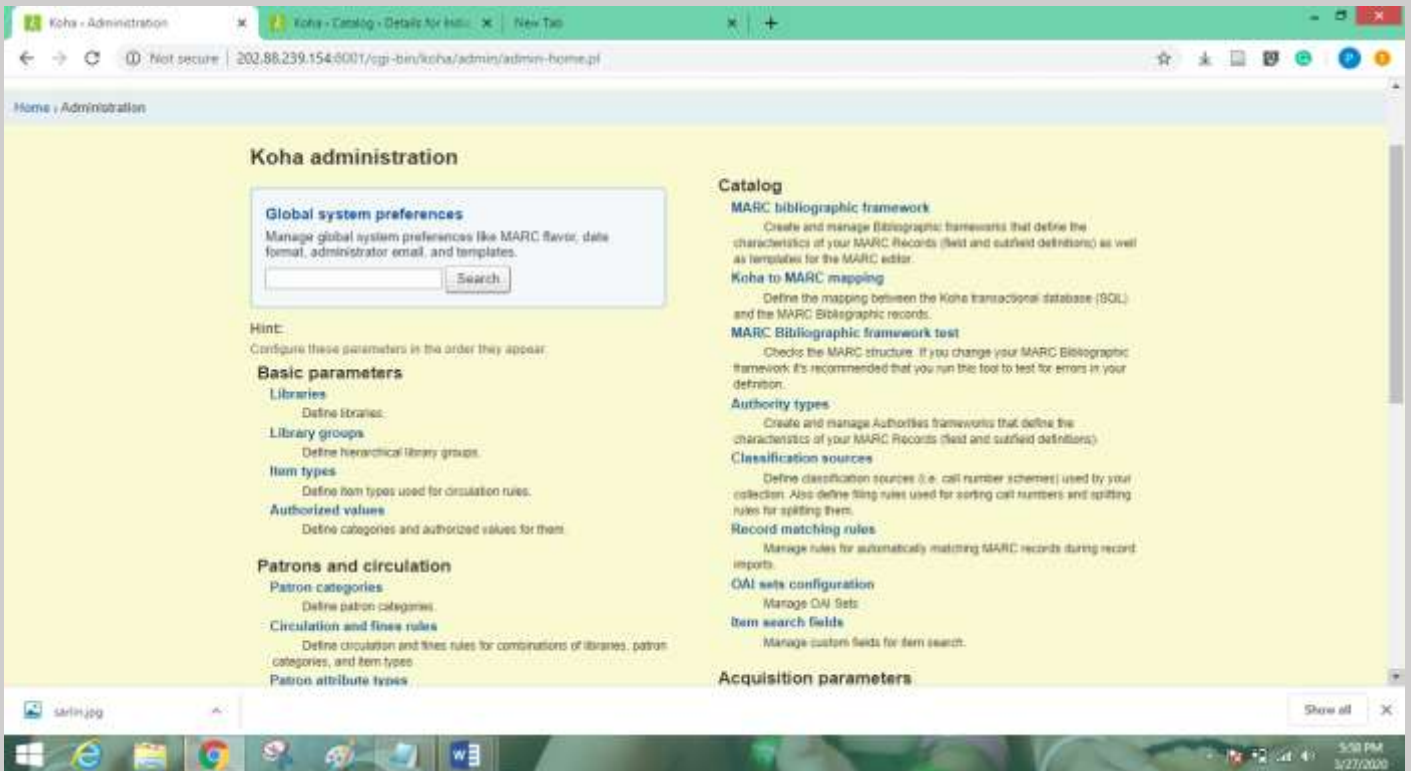 Koha - Administration
Koha - Catalog - Details for Indic
New Tab
Not secure
202.88.239.154:8001/cgi-bin/koha/admin/admin-home.pl
Home › Administration
Koha administration
Global system preferences
Manage global system preferences like MARC flavor, date
format, administrator email, and templates.
Search
Hint:
Configure these parameters in the order they appear.
Basic parameters
Libraries
Define libraries.
Library groups
Define hierarchical library groups.
Item types
Define item types used for circulation rules.
Authorized values
Define categories and authorized values for them.
Patrons and circulation
Patron categories
Define patron categories.
Circulation and fines rules
Define circulation and fines rules for combinations of libraries, patron
categories, and item types
Patron attribute types
Catalog
MARC bibliographic framework
Create and manage Bibliographic frameworks that define the
characteristics of your MARC Records (field and subfield definitions) as well
as templates for the MARC editor.
Koha to MARC mapping
Define the mapping between the Koha transactional database (SQL)
and the MARC Bibliographic records.
MARC Bibliographic framework test
Checks the MARC structure. If you change your MARC Bibliographic
framework it's recommended that you run this tool to test for errors in your
definition.
Authority types
Create and manage Authorities frameworks that define the
characteristics of your MARC Records (field and subfield definitions).
Classification sources
Define classification sources (i.e. call number schemes) used by your
collection. Also define filing rules used for sorting call numbers and splitting
rules for splitting them.
Record matching rules
Manage rules for automatically matching MARC records during record
imports.
OAI sets configuration
Manage OAI Sets
Item search fields
Manage custom fields for item search.
Acquisition parameters
Show all
5:50 PM
3/27/2020